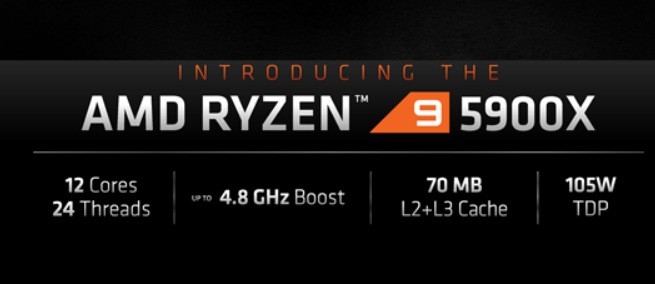 INTRODUCING THE
AMD RYZEN™ 9 5900X
12 Cores
24 Threads
UP TO 4.8 GHz Boost
70 MB
L2+L3 Cache
105W
TDP